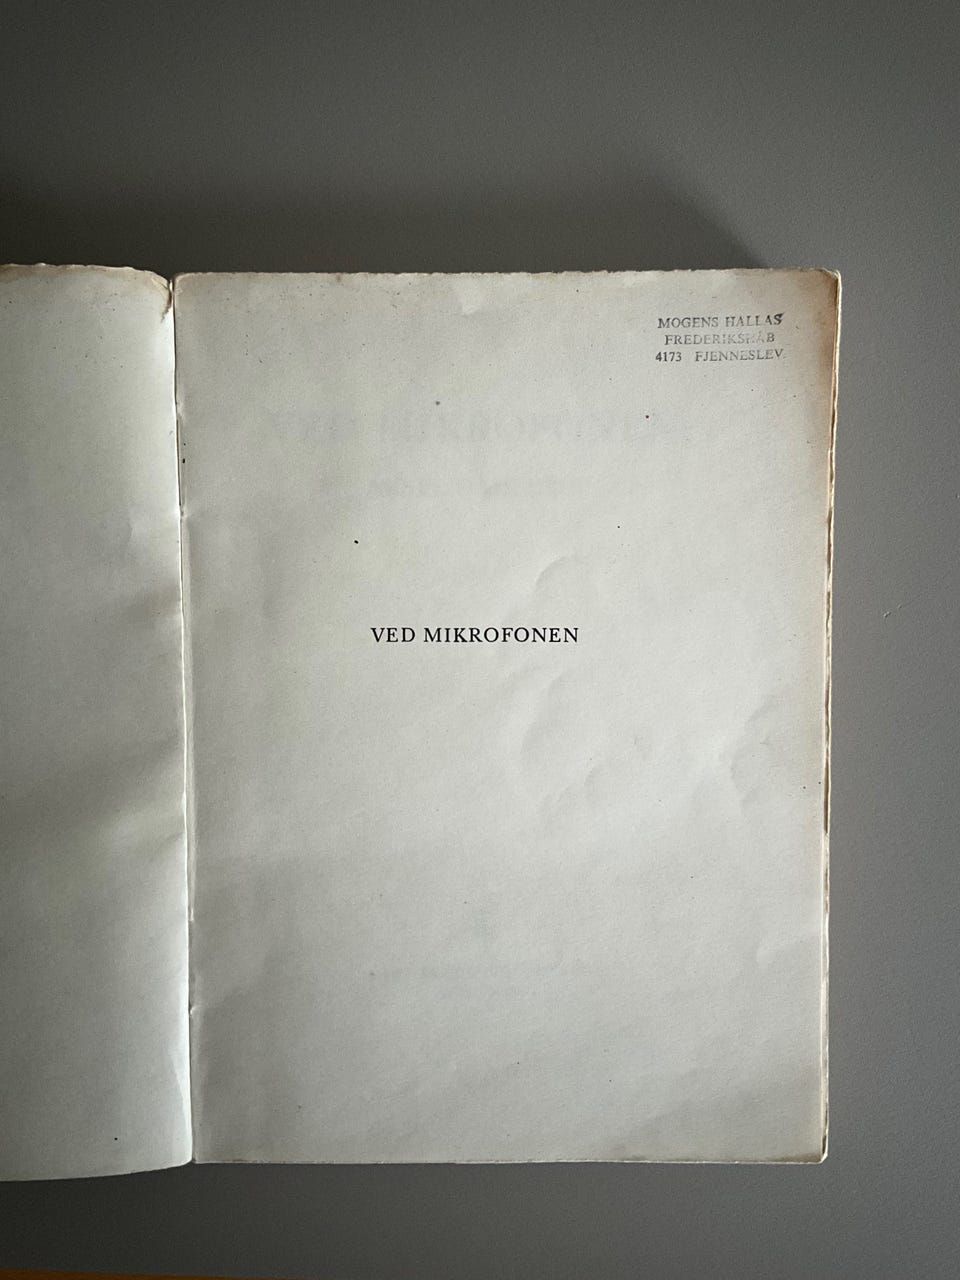 MOGENS HALLAS
FREDERIKSHÅB
4173 FJENNESLEV
VED MIKROFONEN